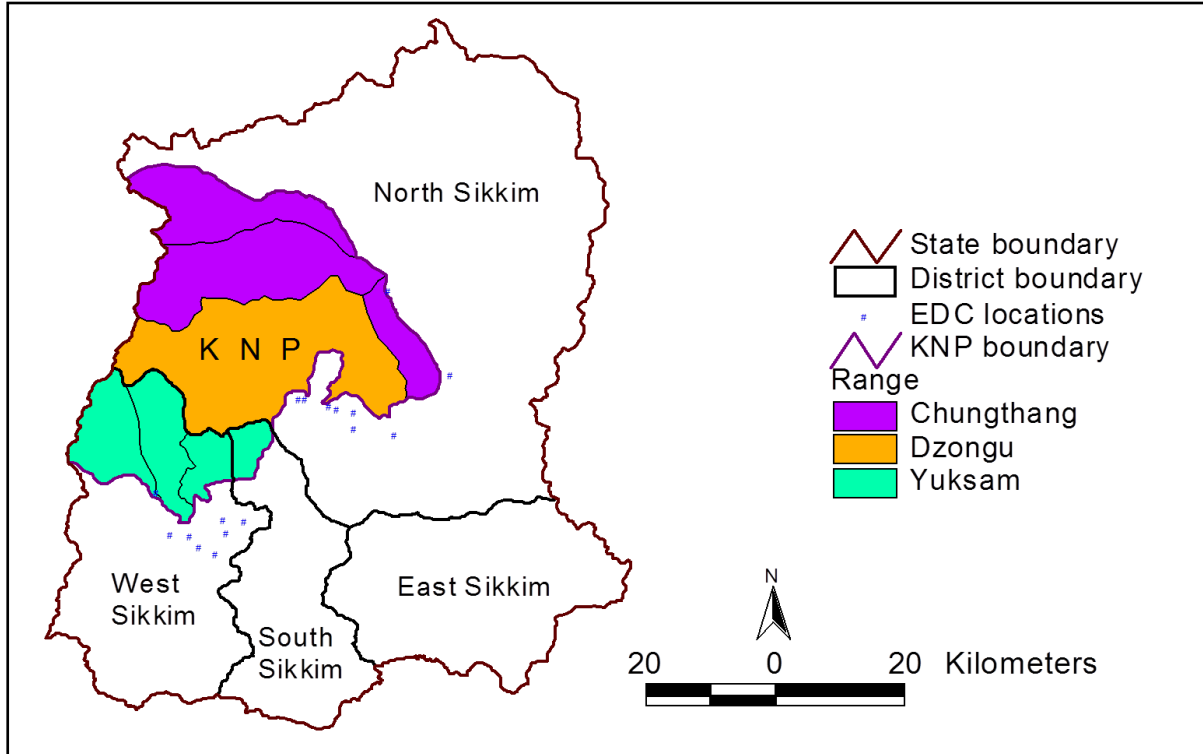 North Sikkim
K N P
West
Sikkim
South
Sikkim
East Sikkim
State boundary
District boundary
# EDC locations
KNP boundary
Range
Chungthang
Dzongu
Yuksam
N
20 0 20 Kilometers